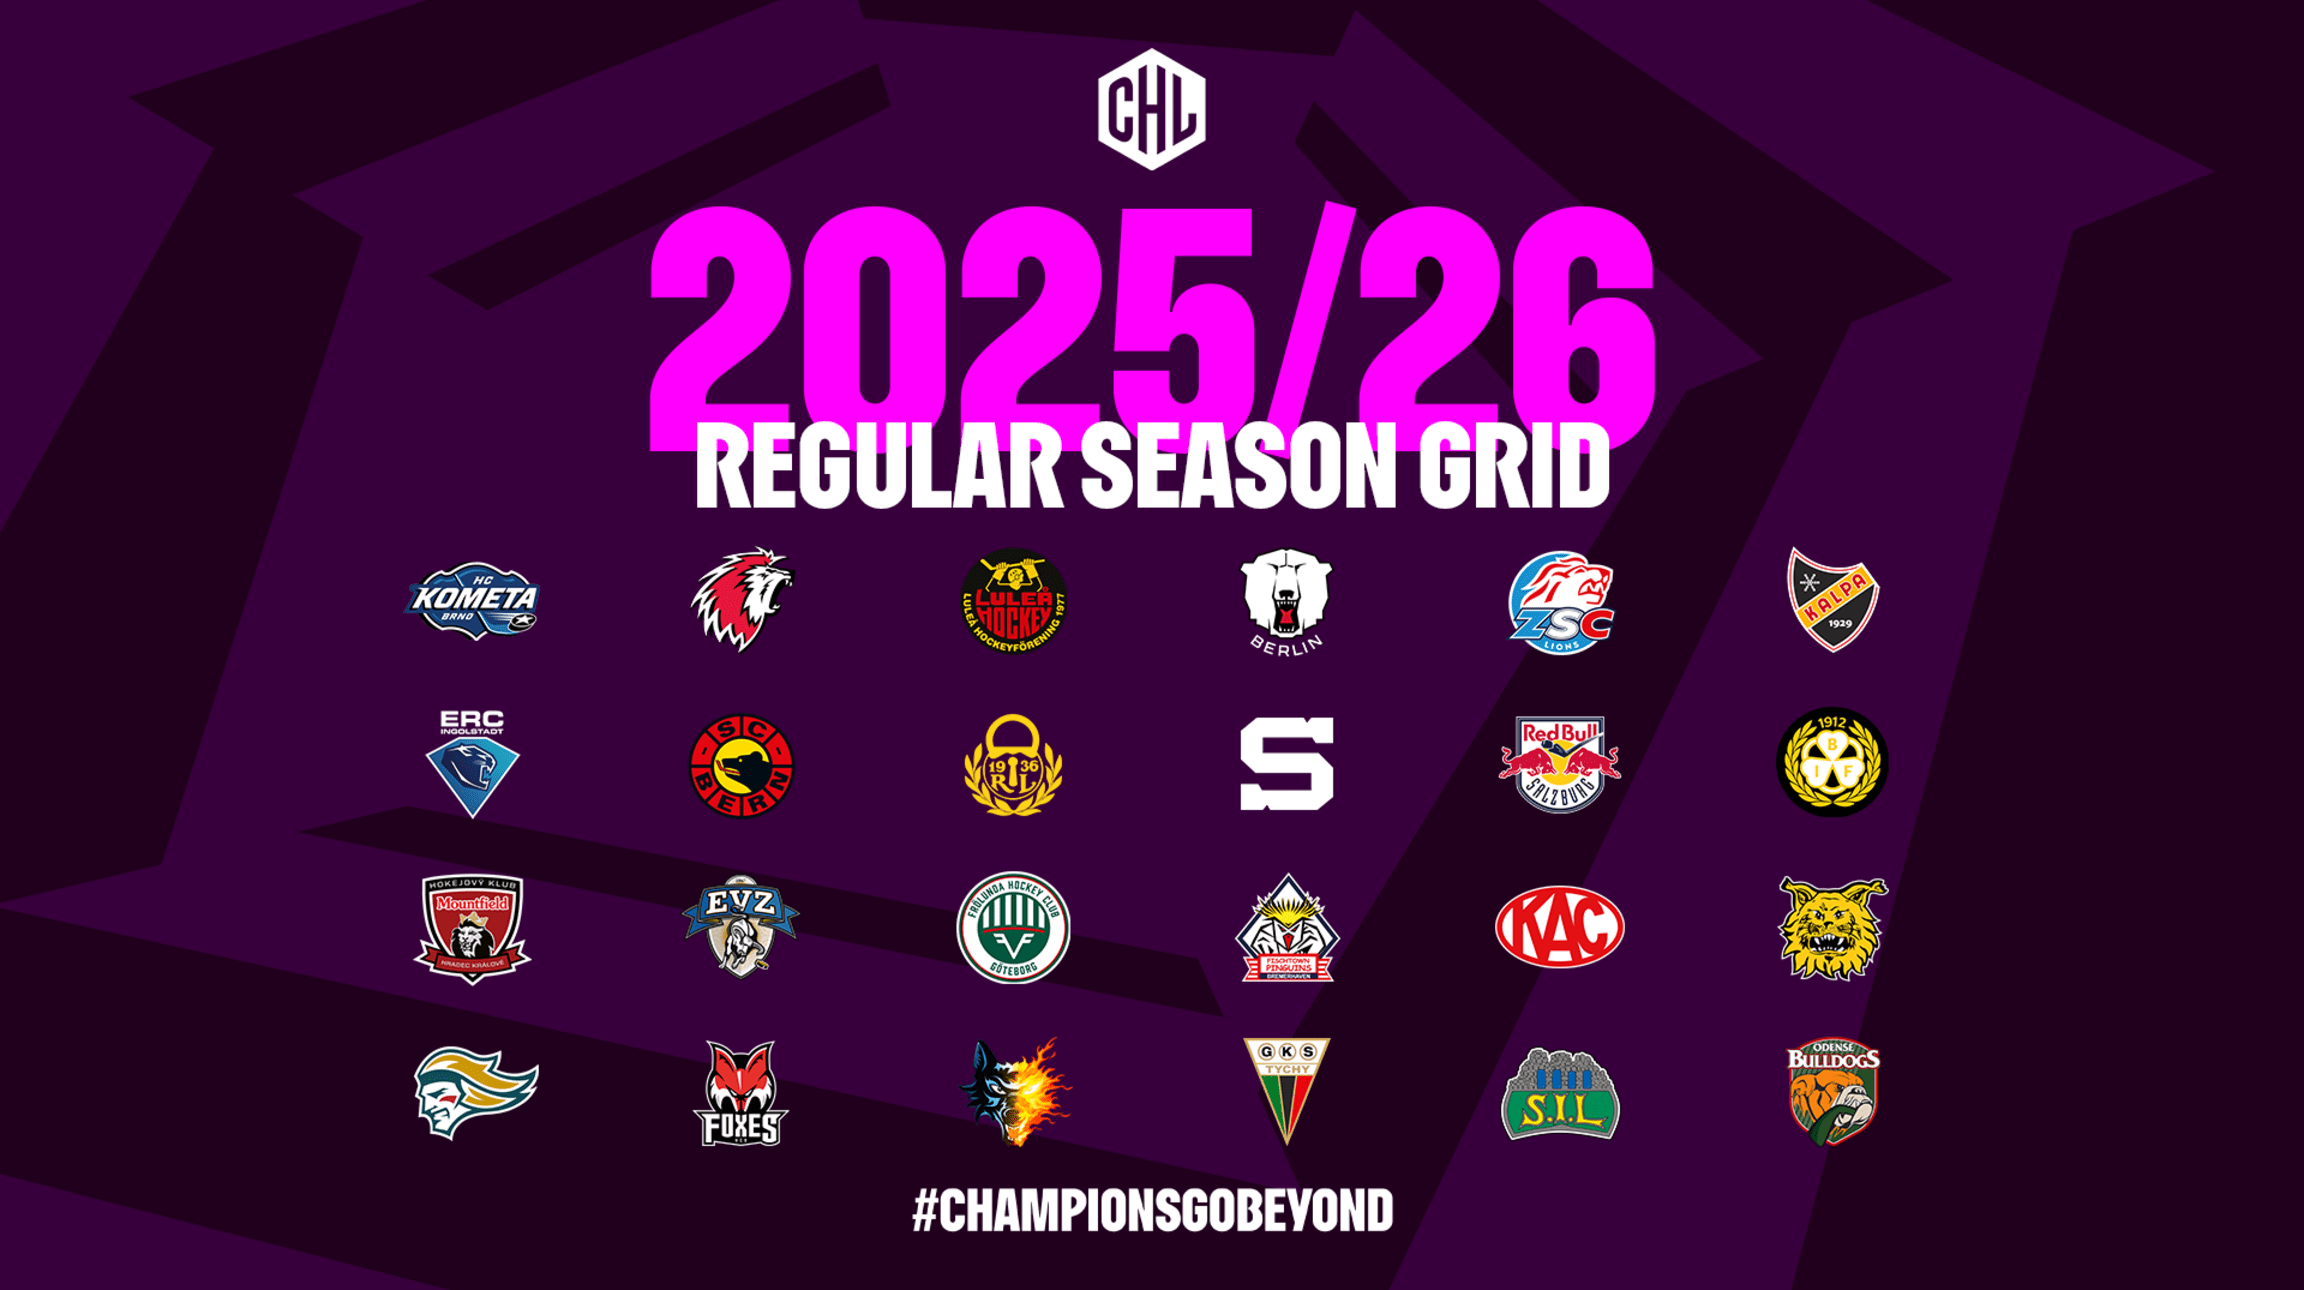 CHL
2025/26
REGULAR SEASON GRID
HC
KOMETA
BRNO
LULEÅ
HOCKEY
LULEÅ HOCKEYFÖRENING 1977
BERLIN
ZSC
LIONS
KALPA
1929
ERC
INGOLSTADT
SC
BERN
1936
RL
S
Red Bull
SALZBURG
1912
B
I F
HOKEJOVÝ KLUB
Mountfield
HRADEC KRÁLOVÉ
EVZ
FRÖLUNDA HOCKEY CLUB
GÖTEBORG
FISCHTOWN
PINGUINS
BREMERHAVEN
KAC
FOXES
HCB
GKS
TYCHY
S.I.L
ODENSE
BULLDOGS
#CHAMPIONSGOBEYOND